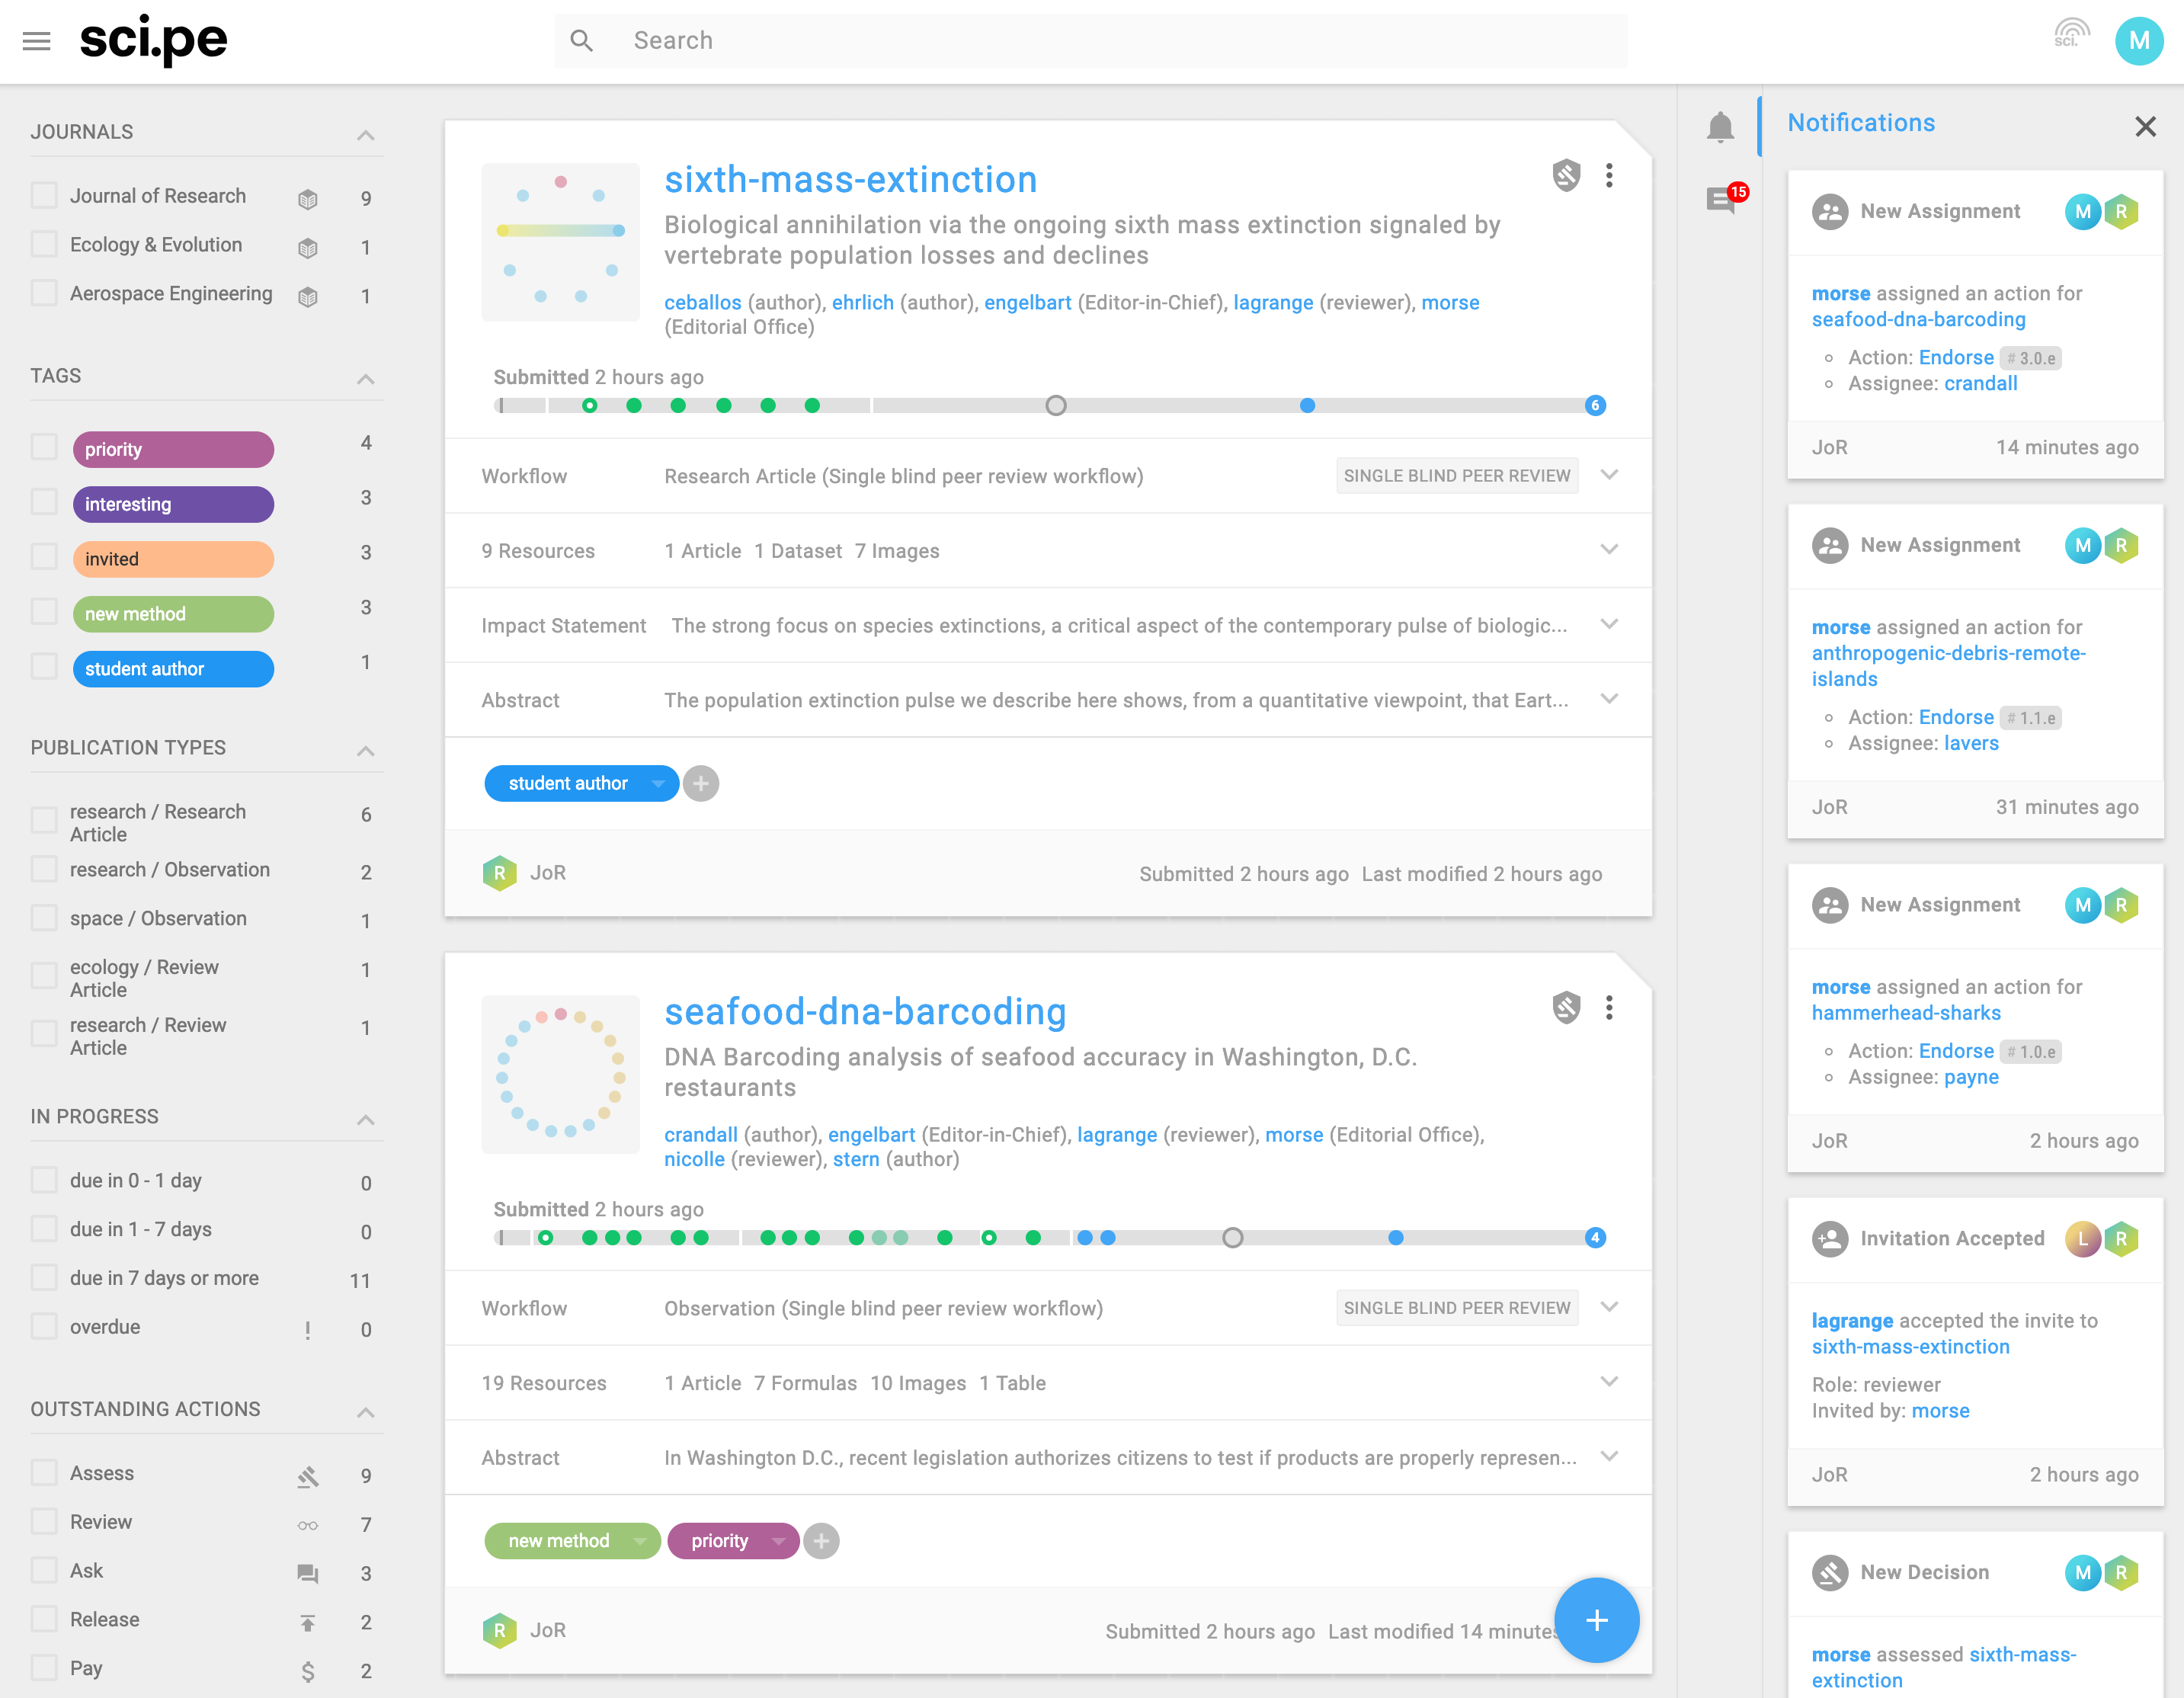 sci.pe
Search
sci.
M
JOURNALS
Journal of Research 9
Ecology & Evolution 1
Aerospace Engineering 1
TAGS
priority 4
interesting 3
invited 3
new method 3
student author 1
PUBLICATION TYPES
research / Research
Article 6
research / Observation 2
space / Observation 1
ecology / Review
Article 1
research / Review
Article 1
IN PROGRESS
due in 0 - 1 day 0
due in 1 - 7 days 0
due in 7 days or more 11
overdue ! 0
OUTSTANDING ACTIONS
Assess 9
Review 7
Ask 3
Release 2
Pay $ 2
sixth-mass-extinction
Biological annihilation via the ongoing sixth mass extinction signaled by
vertebrate population losses and declines
ceballos (author), ehrlich (author), engelbart (Editor-in-Chief), lagrange (reviewer), morse
(Editorial Office)
Submitted 2 hours ago
6
Workflow Research Article (Single blind peer review workflow) SINGLE BLIND PEER REVIEW
9 Resources 1 Article 1 Dataset 7 Images
Impact Statement The strong focus on species extinctions, a critical aspect of the contemporary pulse of biologic...
Abstract The population extinction pulse we describe here shows, from a quantitative viewpoint, that Eart...
student author +
R JoR Submitted 2 hours ago Last modified 2 hours ago
seafood-dna-barcoding
DNA Barcoding analysis of seafood accuracy in Washington, D.C.
restaurants
crandall (author), engelbart (Editor-in-Chief), lagrange (reviewer), morse (Editorial Office),
nicolle (reviewer), stern (author)
Submitted 2 hours ago
4
Workflow Observation (Single blind peer review workflow) SINGLE BLIND PEER REVIEW
19 Resources 1 Article 7 Formulas 10 Images 1 Table
Abstract In Washington D.C., recent legislation authorizes citizens to test if products are properly represen...
new method priority +
R JoR Submitted 2 hours ago Last modified 14 minutes
+
15
Notifications
New Assignment M R
morse assigned an action for
seafood-dna-barcoding
Action: Endorse # 3.0.e
Assignee: crandall
JoR 14 minutes ago
New Assignment M R
morse assigned an action for
anthropogenic-debris-remote-
islands
Action: Endorse # 1.1.e
Assignee: lavers
JoR 31 minutes ago
New Assignment M R
morse assigned an action for
hammerhead-sharks
Action: Endorse # 1.0.e
Assignee: payne
JoR 2 hours ago
Invitation Accepted L R
lagrange accepted the invite to
sixth-mass-extinction
Role: reviewer
Invited by: morse
JoR 2 hours ago
New Decision M R
morse assessed sixth-mass-
extinction